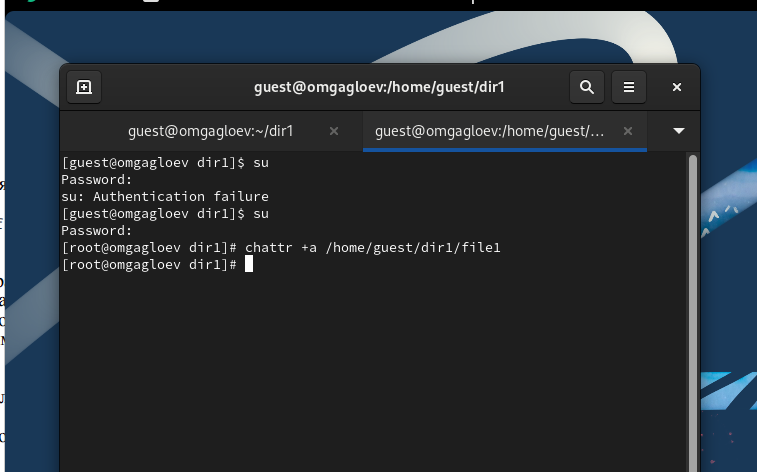 guest@omgagloev:/home/guest/dir1
guest@omgagloev:~/dir1
guest@omgagloev:/home/guest/...
[guest@omgagloev dir1]$ su
Password:
su: Authentication failure
[guest@omgagloev dir1]$ su
Password:
[root@omgagloev dir1]# chattr +a /home/guest/dir1/file1
[root@omgagloev dir1]#